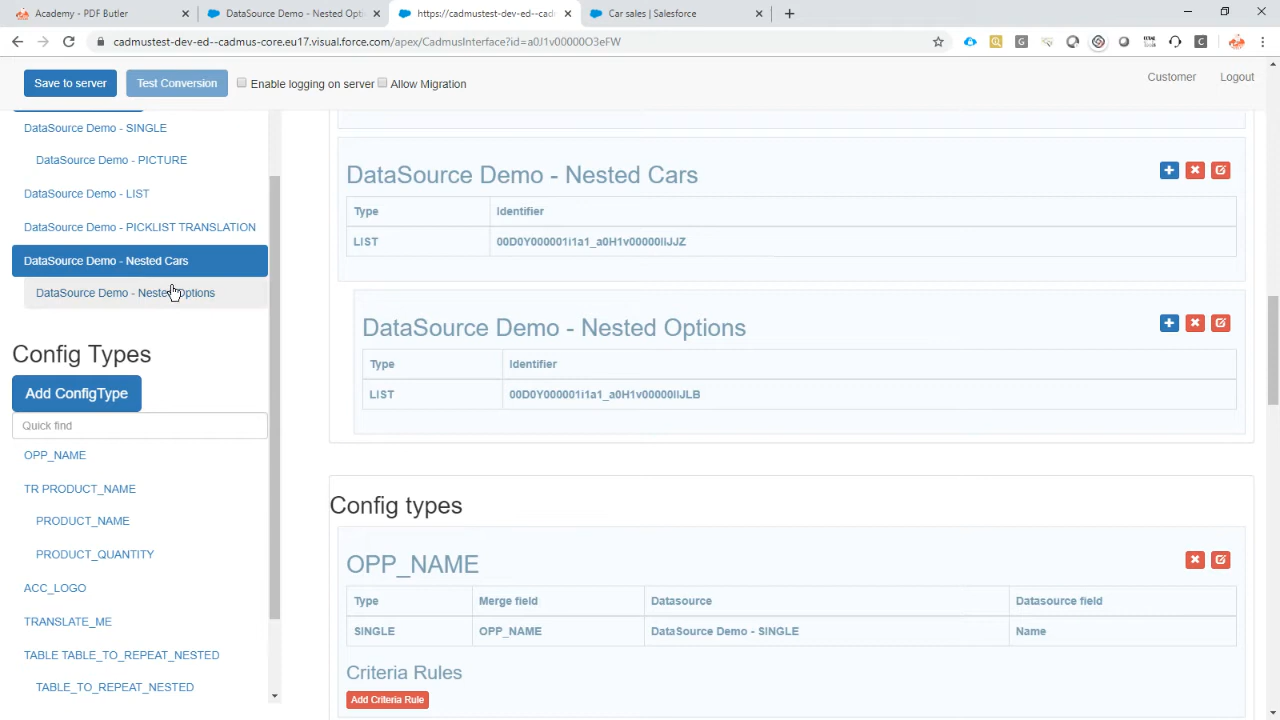 Academy - PDF Butler
DataSource Demo - Nested Opti
https://cadmustest-dev-ed--cad
Car sales | Salesforce
cadmustest-dev-ed--cadmus-core.eu17.visual.force.com/apex/CadmusInterface?id=a0J1v00000O3eFW
Save to server
Test Conversion
Enable logging on server
Allow Migration
Customer
Logout
DataSource Demo - SINGLE
DataSource Demo - PICTURE
DataSource Demo - LIST
DataSource Demo - PICKLIST TRANSLATION
DataSource Demo - Nested Cars
DataSource Demo - Nested Options
Config Types
Add ConfigType
Quick find
OPP_NAME
TR PRODUCT_NAME
PRODUCT_NAME
PRODUCT_QUANTITY
ACC_LOGO
TRANSLATE_ME
TABLE TABLE_TO_REPEAT_NESTED
TABLE_TO_REPEAT_NESTED
DataSource Demo - Nested Cars
Type Identifier
LIST 00D0Y000001i1a1_a0H1v00000IIJJZ
DataSource Demo - Nested Options
Type Identifier
LIST 00D0Y000001i1a1_a0H1v00000IIJLB
Config types
OPP_NAME
Type Merge field Datasource Datasource field
SINGLE OPP_NAME DataSource Demo - SINGLE Name
Criteria Rules
Add Criteria Rule